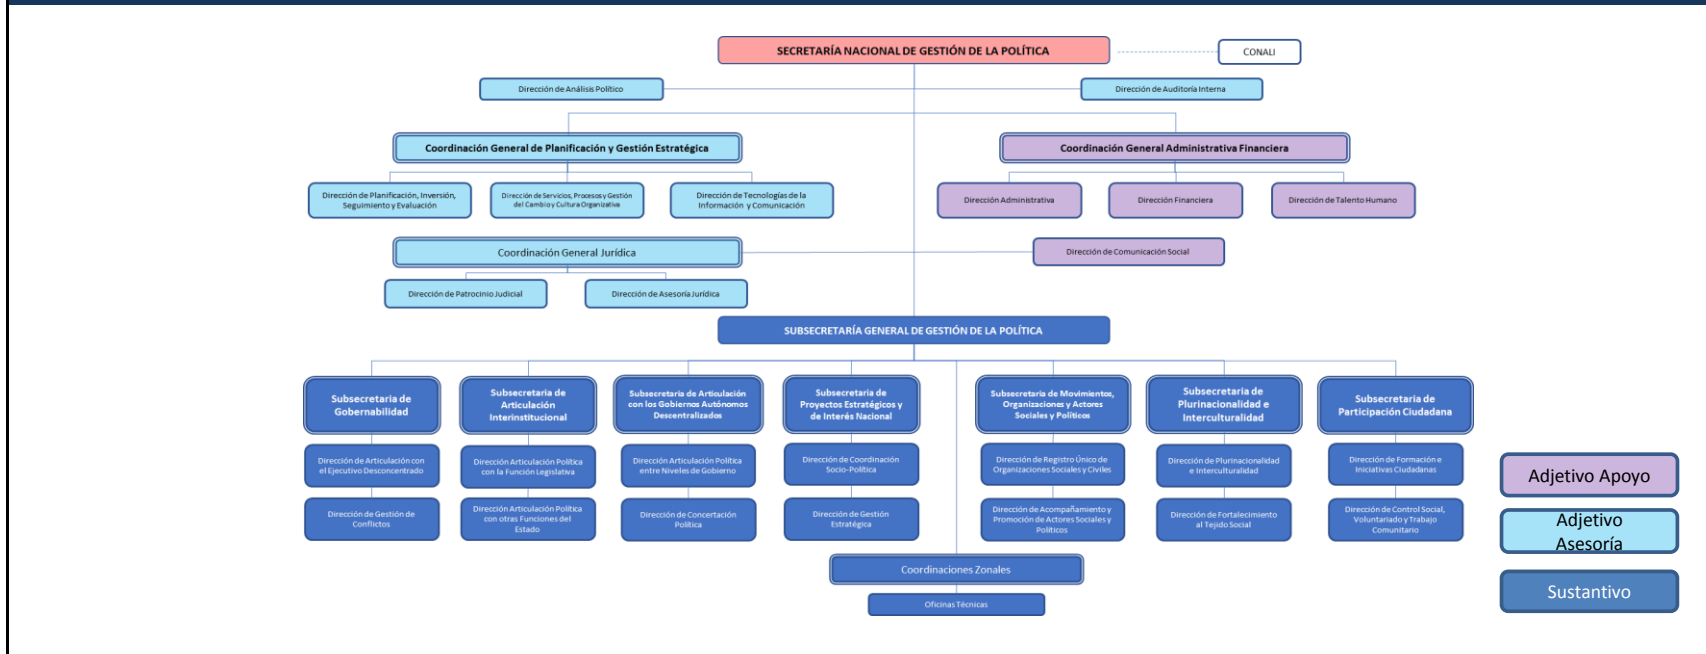 SECRETARÍA NACIONAL DE GESTIÓN DE LA POLÍTICA
CONALI
Dirección de Análisis Político
Dirección de Auditoría Interna
Coordinación General de Planificación y Gestión Estratégica
Coordinación General Administrativa Financiera
Dirección de Planificación, Inversión,
Seguimiento y Evaluación
Dirección de Servicios, Procesos y Gestión
del Cambio y Cultura Organizativa
Dirección de Tecnologías de la
Información y Comunicación
Dirección Administrativa
Dirección Financiera
Dirección de Talento Humano
Coordinación General Jurídica
Dirección de Comunicación Social
Dirección de Patrocinio Judicial
Dirección de Asesoría Jurídica
SUBSECRETARÍA GENERAL DE GESTIÓN DE LA POLÍTICA
Subsecretaria de
Gobernabilidad
Subsecretaria de
Articulación
Interinstitucional
Subsecretaria de Articulación
con los Gobiernos Autónomos
Descentralizados
Subsecretaria de
Proyectos Estratégicos y
de Interés Nacional
Subsecretaria de Movimientos,
Organizaciones y Actores
Sociales y Políticos
Subsecretaria de
Plurinacionalidad e
Interculturalidad
Subsecretaria de
Participación Ciudadana
Dirección de Articulación con
el Ejecutivo Desconcentrado
Dirección Articulación Política
con la Función Legislativa
Dirección Articulación Política
entre Niveles de Gobierno
Dirección de Coordinación
Socio-Política
Dirección de Registro Único de
Organizaciones Sociales y Civiles
Dirección de Plurinacionalidad
e Interculturalidad
Dirección de Formación e
Iniciativas Ciudadanas
Dirección de Gestión de
Conflictos
Dirección Articulación Política
con otras Funciones del
Estado
Dirección de Concertación
Política
Dirección de Gestión
Estratégica
Dirección de Acompañamiento y
Promoción de Actores Sociales y
Políticos
Dirección de Fortalecimiento
al Tejido Social
Dirección de Control Social,
Voluntariado y Trabajo
Comunitario
Coordinaciones Zonales
Oficinas Técnicas
Adjetivo Apoyo
Adjetivo
Asesoría
Sustantivo